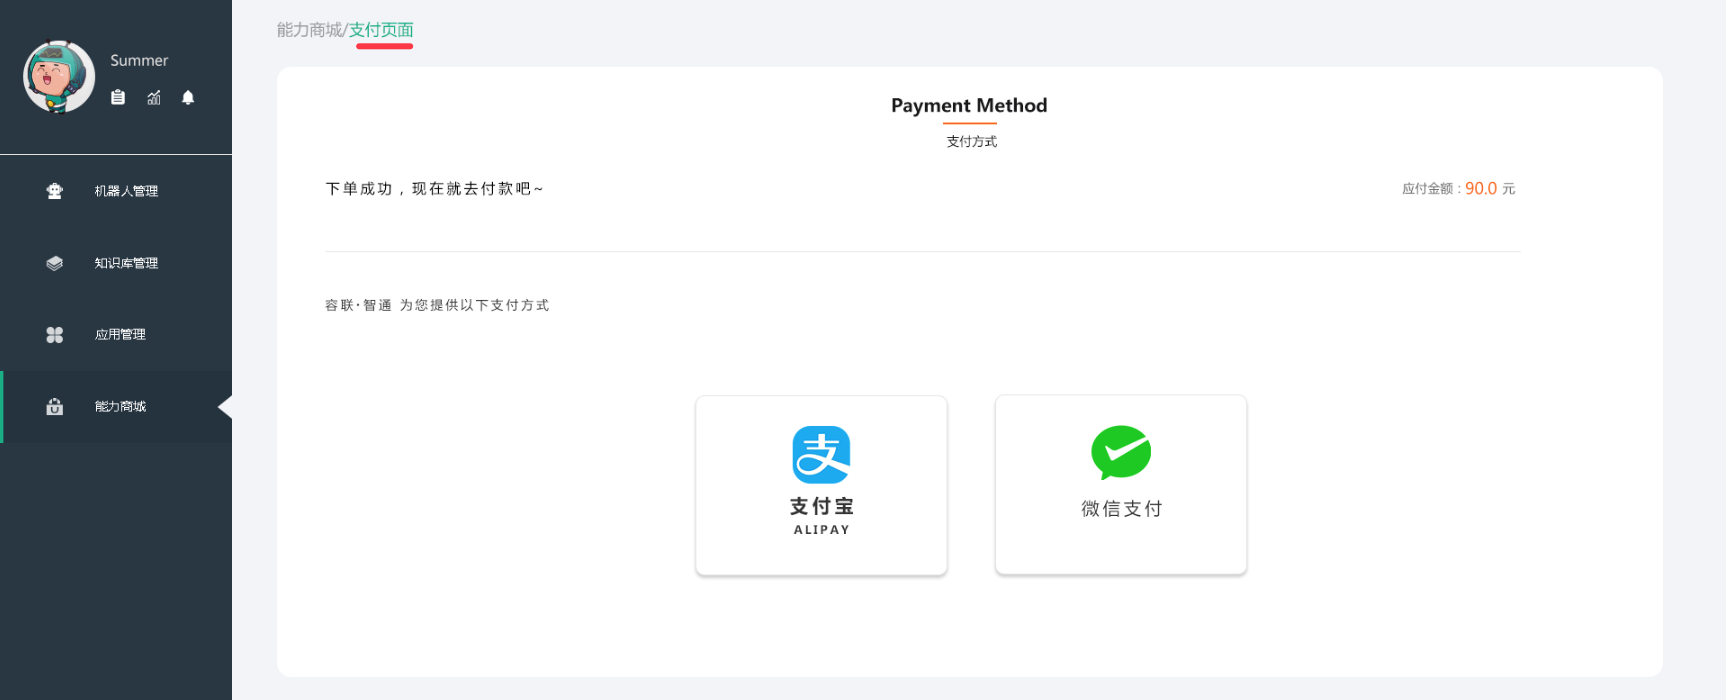 能力商城/支付页面
Summer
机器人管理
知识库管理
应用管理
能力商城
Payment Method
支付方式
下单成功，现在就去付款吧~
应付金额：90.0 元
容联·智通 为您提供以下支付方式
支
支付宝
ALIPAY
微信支付